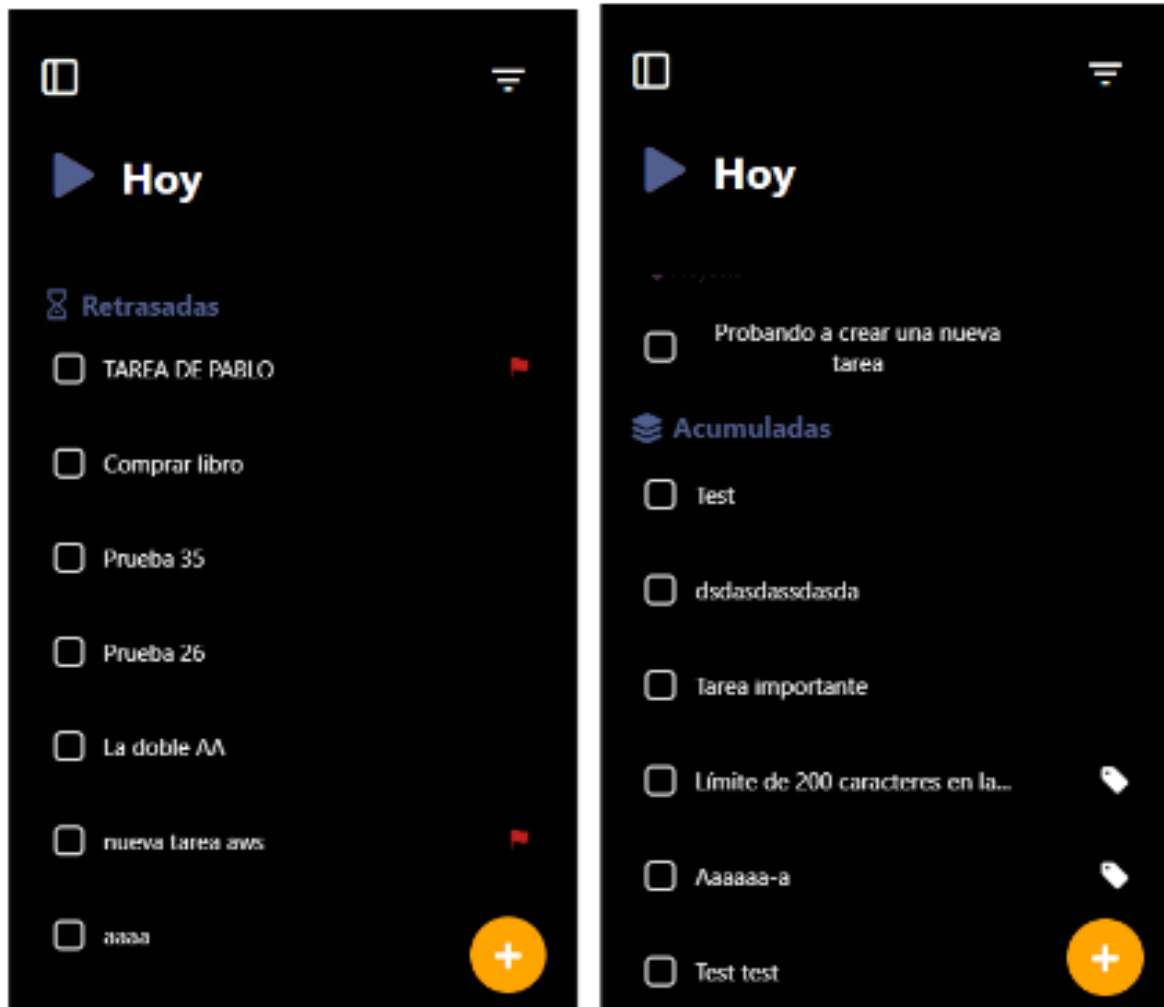 Hoy
Retrasadas
TAREA DE PABLO
Comprar libro
Prueba 35
Prueba 26
La doble AA
nueva tarea aws
aaaa
Hoy
Probando a crear una nueva
tarea
Acumuladas
Test
dsdasdassdasda
Tarea importante
Límite de 200 caracteres en la...
Aaaaaa-a
Test test